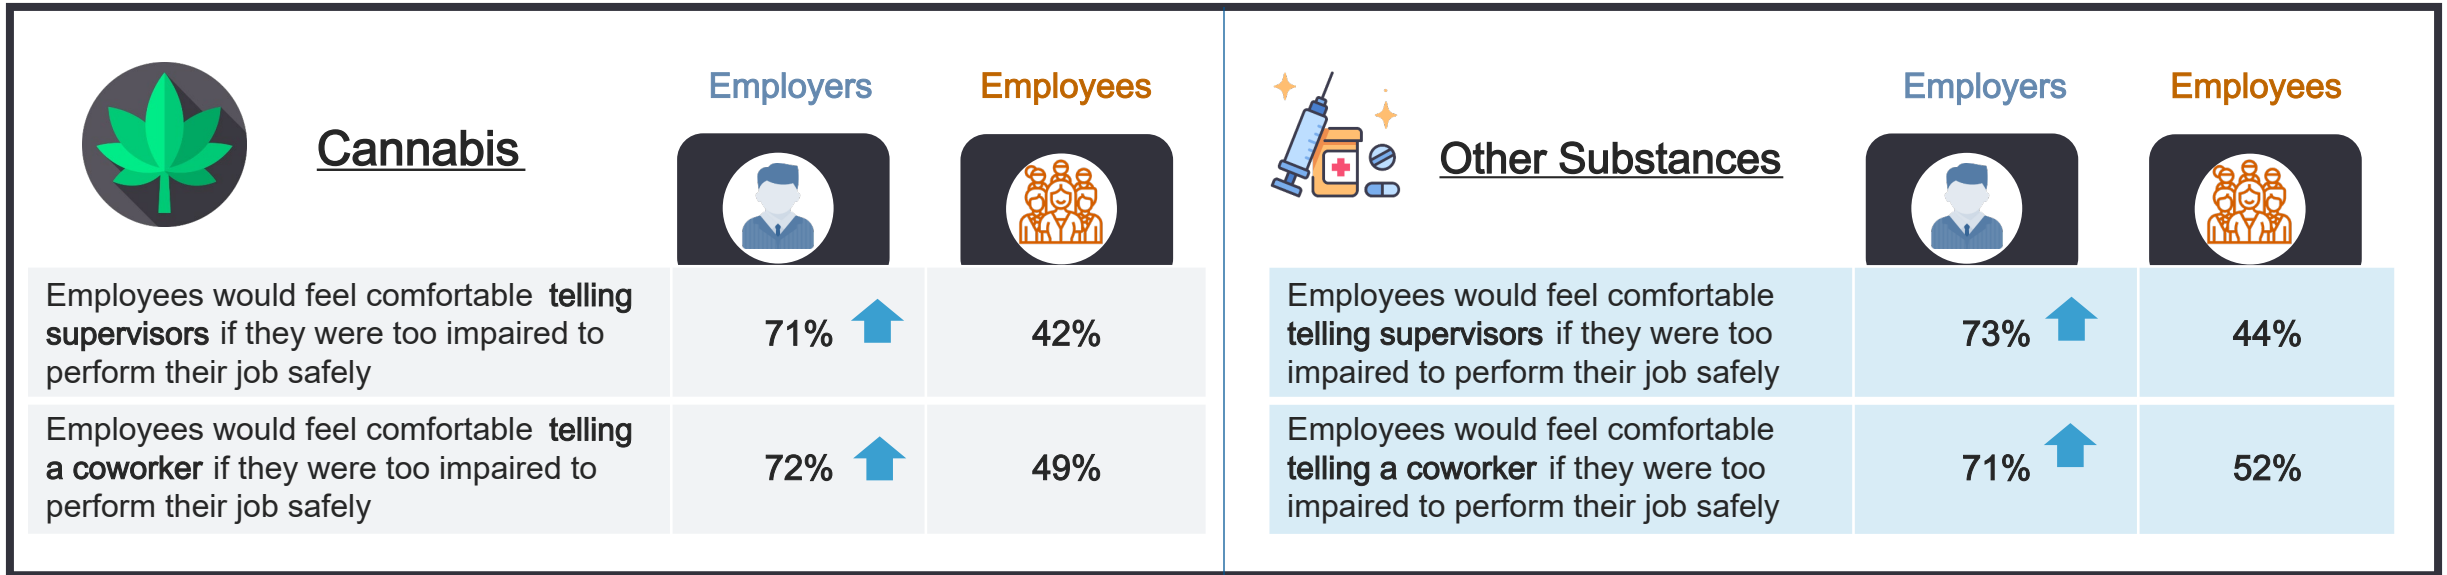 Employers
Employees
Cannabis
Employees would feel comfortable telling
supervisors if they were too impaired to
perform their job safely
71%
42%
Employees would feel comfortable telling
a coworker if they were too impaired to
perform their job safely
72%
49%
Employers
Employees
Other Substances
Employees would feel comfortable
telling supervisors if they were too
impaired to perform their job safely
73%
44%
Employees would feel comfortable
telling a coworker if they were too
impaired to perform their job safely
71%
52%